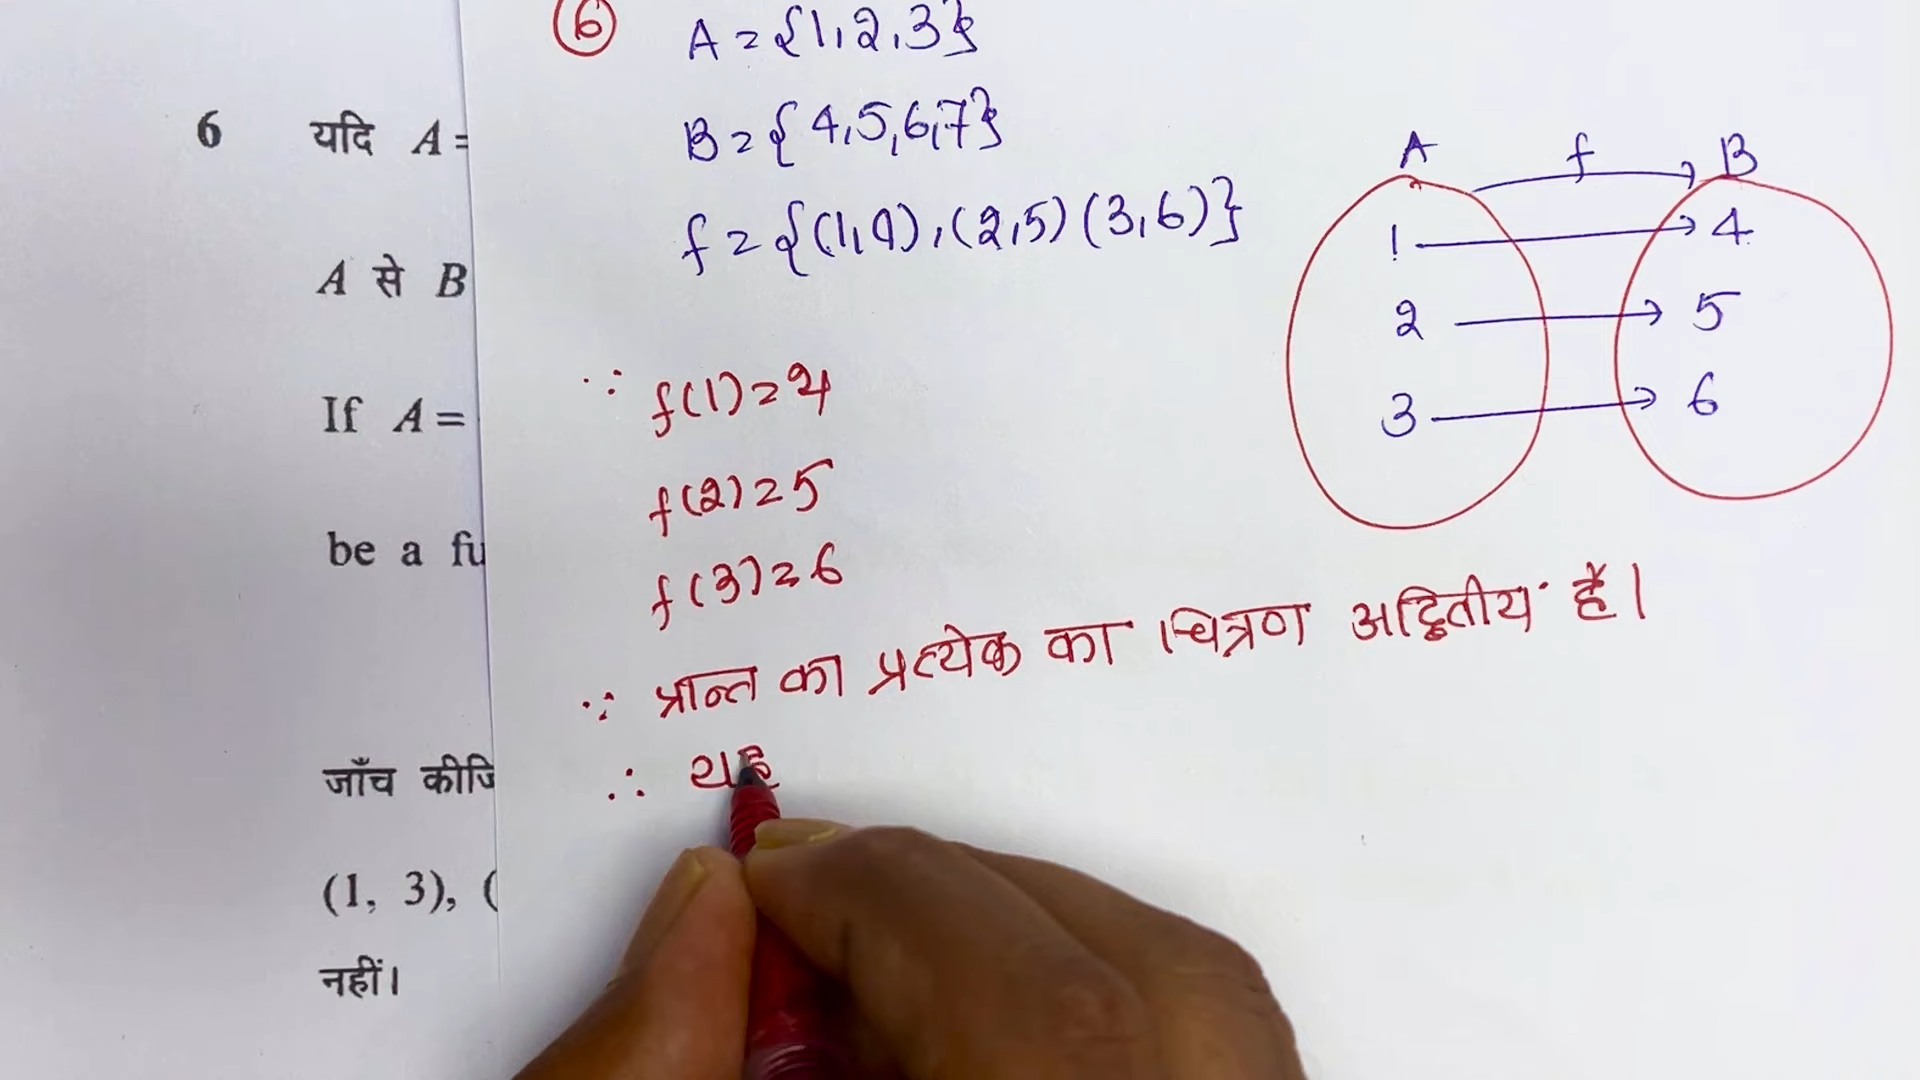 6 यदि A=
A से B
If A=
be a fu
जाँच कीजि
(1, 3), (
नहीं।
6 A = {1,2,3}
B = {4,5,6,7}
f = {(1,4),(2,5)(3,6)}
∵ f(1)=4
f(2)=5
f(3)=6
∵ प्रान्त का प्रत्येक का चित्रण अद्वितीय है।
∴ यह
A f B
1 4
2 5
3 6